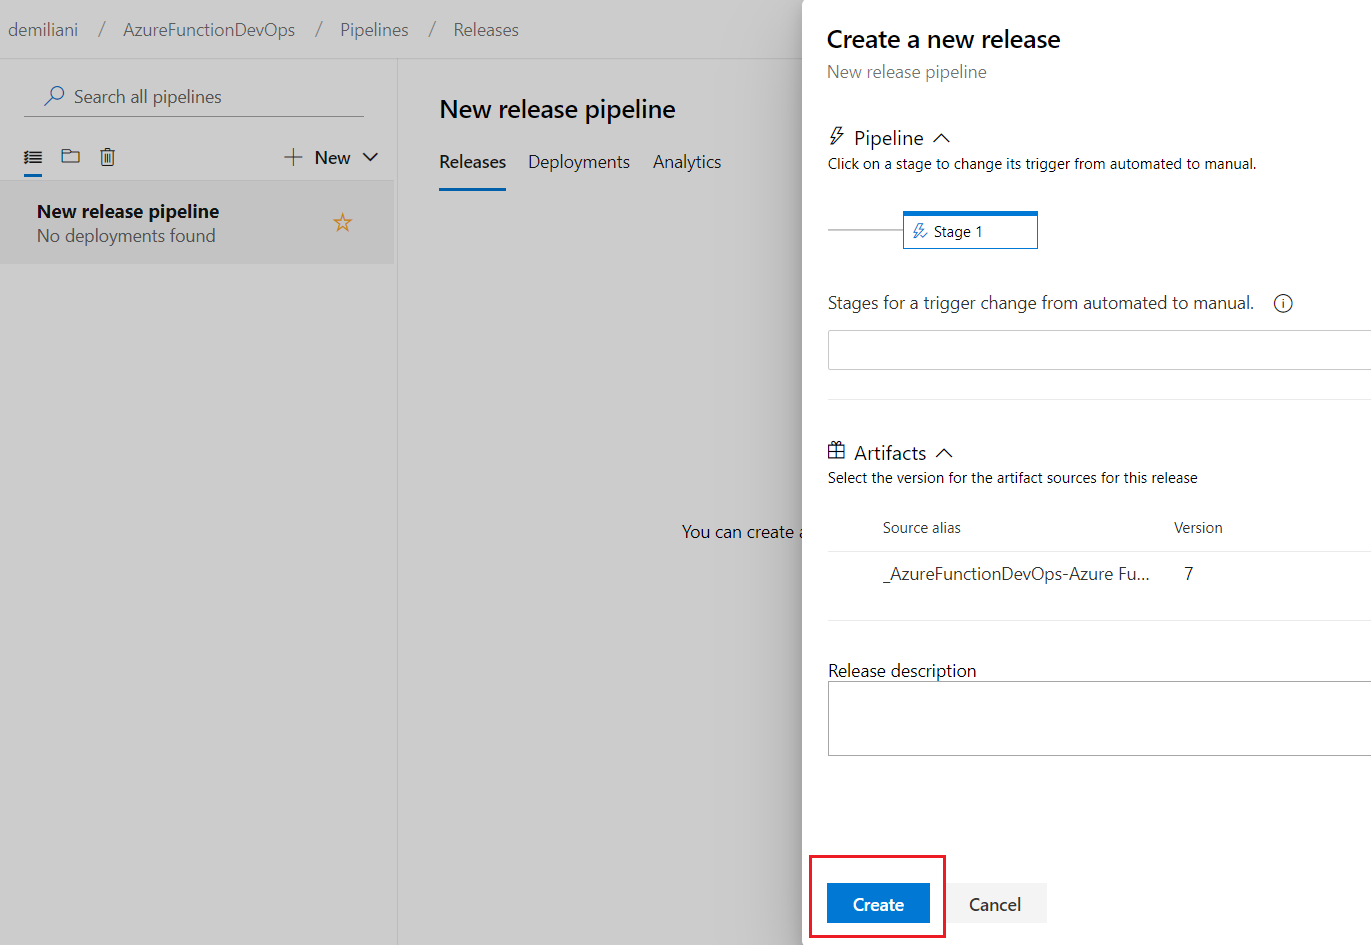 demiliani / AzureFunctionDevOps / Pipelines / Releases
Search all pipelines
New
New release pipeline
No deployments found
New release pipeline
Releases Deployments Analytics
You can create a
Create a new release
New release pipeline
Pipeline
Click on a stage to change its trigger from automated to manual.
Stage 1
Stages for a trigger change from automated to manual.
Artifacts
Select the version for the artifact sources for this release
Source alias Version
_AzureFunctionDevOps-Azure Fu... 7
Release description
Create Cancel